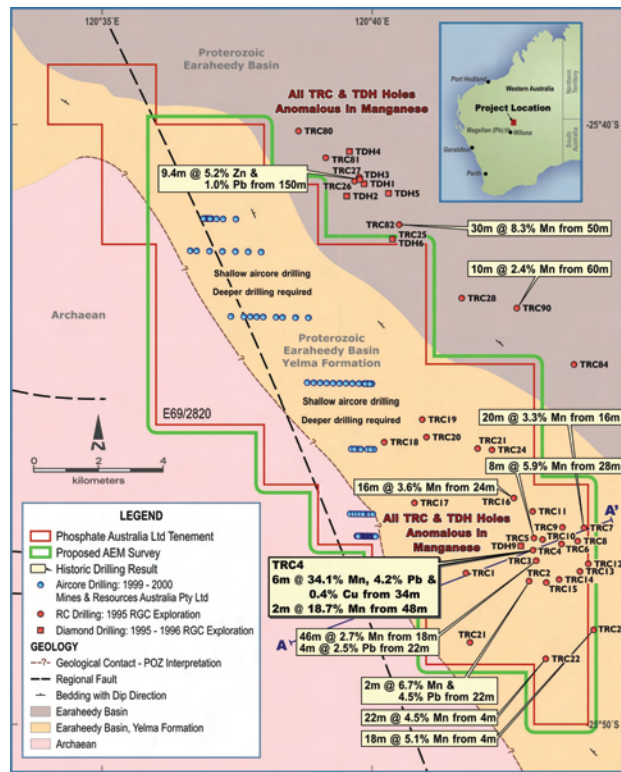 120°35'
120°40'
Proterozoic
Earaheedy Basin
All TRC & TDH Holes
Anomalous in Manganese
Port Hedland
Western Australia
Northern
Territory
Project Location
Magellan (Pb)
Wiluna
Geraldton
South
Australia
Perth
-25°40'
TRC80
TDH4
TRC81
TRC27
TDH3
TRC26
TDH1
TDH2
TDH5
9.4m @ 5.2% Zn &
1.0% Pb from 150m
TRC82
TRC25
TDH6
30m @ 8.3% Mn from 50m
10m @ 2.4% Mn from 60m
Shallow aircore drilling
Deeper drilling required
TRC28
TRC90
Archaean
Proterozoic
Earaheedy Basin
Yelma Formation
TRC84
Shallow aircore drilling
Deeper drilling required
E69/2820
N
0 2 4
kilometers
20m @ 3.3% Mn from 16m
TRC19
TRC18
TRC20
TRC21
TRC24
8m @ 5.9% Mn from 28m
16m @ 3.6% Mn from 24m
TRC16
TRC17
TRC11
A'
All TRC & TDH Holes
Anomalous in
Manganese
TRC9
TRC7
TRC5
TRC10
TRC8
TDH9
TRC4
TRC6
TRC3
TRC12
TRC13
TRC1
TRC2
TRC14
TRC15
TRC4
6m @ 34.1% Mn, 4.2% Pb &
0.4% Cu from 34m
2m @ 18.7% Mn from 48m
TRC2
A
46m @ 2.7% Mn from 18m
4m @ 2.5% Pb from 22m
TRC21
TRC22
2m @ 6.7% Mn &
4.5% Pb from 22m
22m @ 4.5% Mn from 4m
18m @ 5.1% Mn from 4m
-25°50'
LEGEND
Phosphate Australia Ltd Tenement
Proposed AEM Survey
Historic Drilling Result
Aircore Drilling: 1999 - 2000
Mines & Resources Australia Pty Ltd
RC Drilling: 1995 RGC Exploration
Diamond Drilling: 1995 - 1996 RGC Exploration
GEOLOGY
Geological Contact - POZ Interpretation
Regional Fault
Bedding with Dip Direction
Earaheedy Basin
Earaheedy Basin, Yelma Formation
Archaean